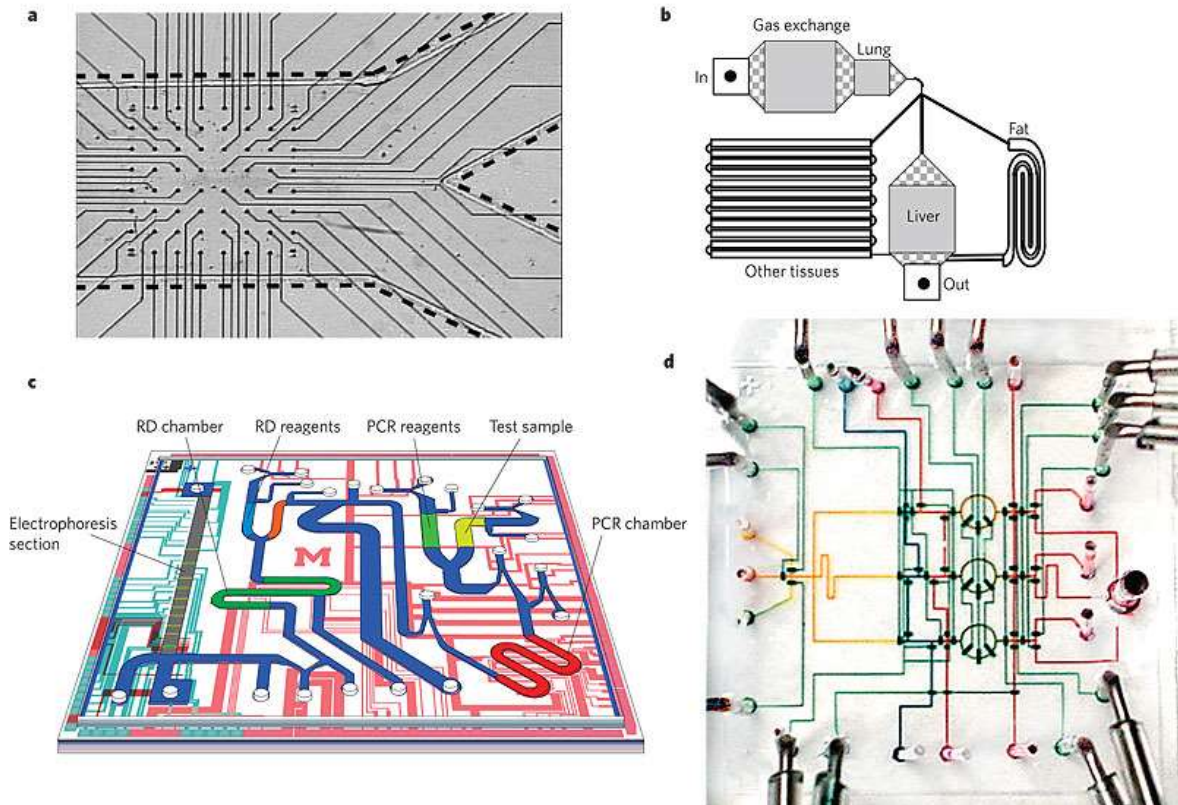 a
b
Gas exchange
Lung
In
Fat
Liver
Other tissues
Out
c
RD chamber
RD reagents
PCR reagents
Test sample
Electrophoresis
section
PCR chamber
M
d